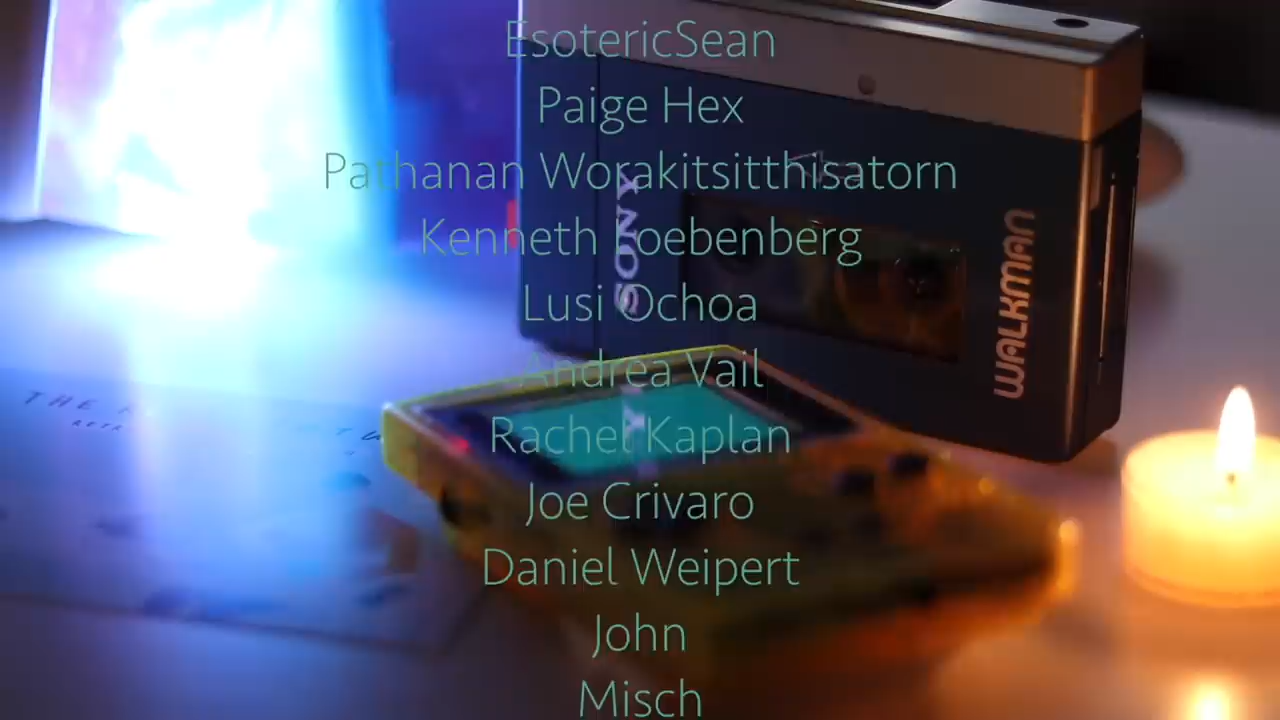 EsotericSean
Paige Hex
Pathanan Worakitsitthisatorn
Kenneth Loebenberg
Lusi Ochoa
Andrea Vail
Rachel Kaplan
Joe Crivaro
Daniel Weipert
John
Misch
SONY
WALKMAN
THE